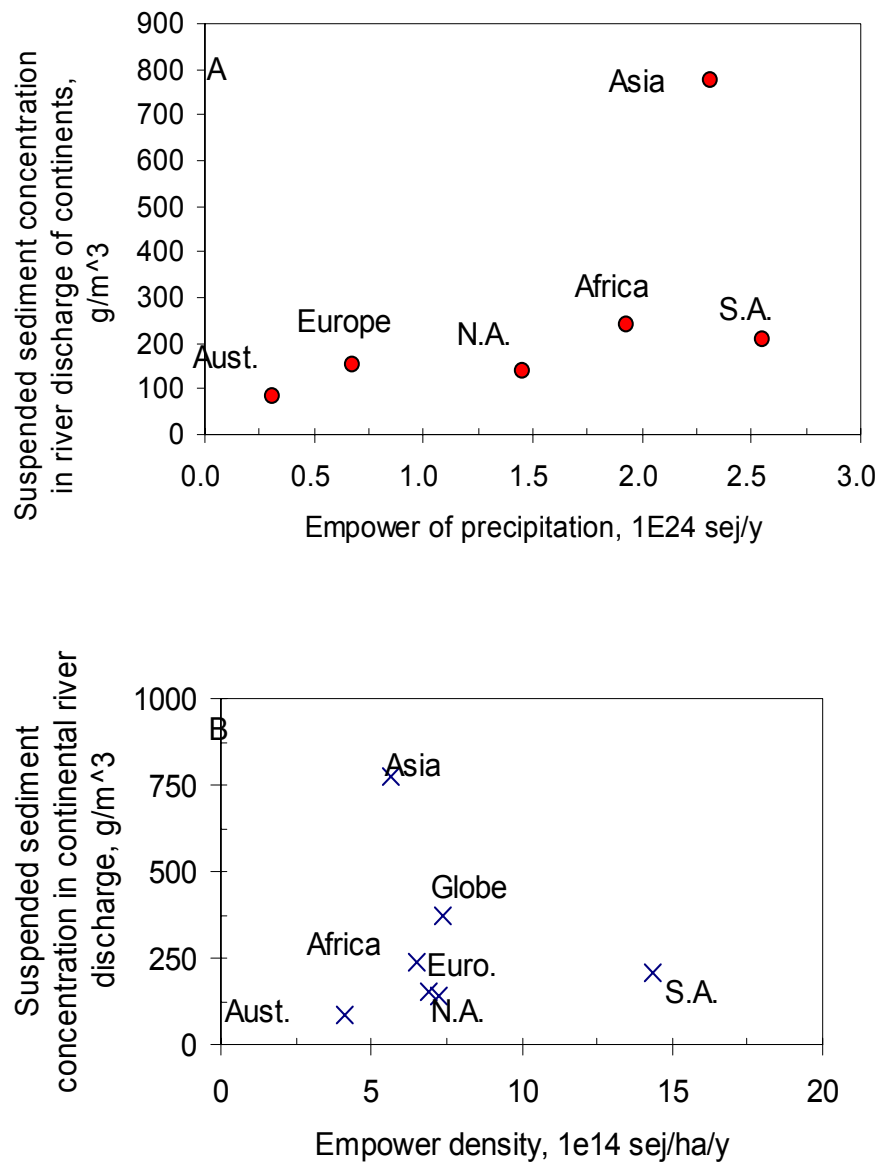 Suspended sediment concentration
in river discharge of continents,
g/m^3
900
800
700
600
500
400
300
200
100
0
A
Asia
Africa
S.A.
Europe
N.A.
Aust.
0.0
0.5
1.0
1.5
2.0
2.5
3.0
Empower of precipitation, 1E24 sej/y
Suspended sediment
concentration in continental river
discharge, g/m^3
1000
750
500
250
0
B
Asia
Globe
Africa
Euro.
S.A.
Aust.
N.A.
0
5
10
15
20
Empower density, 1e14 sej/ha/y